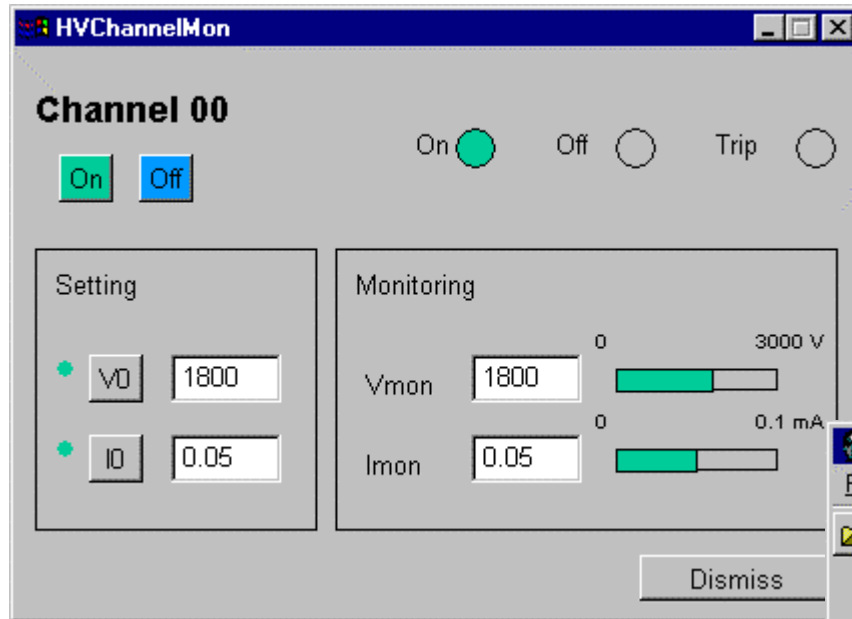 HVChannelMon
Channel 00
On Off Trip
On Off
Setting
V0 1800
I0 0.05
Monitoring
0 3000 V
Vmon 1800
0 0.1 mA
Imon 0.05
Dismiss